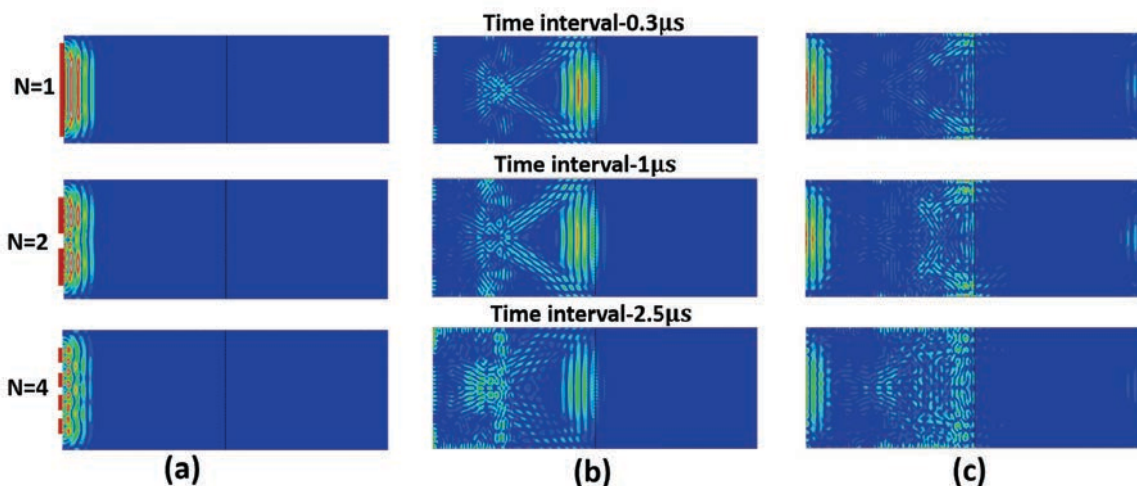 Time interval-0.3μs
N=1
Time interval-1μs
N=2
Time interval-2.5μs
N=4
(a)
(b)
(c)